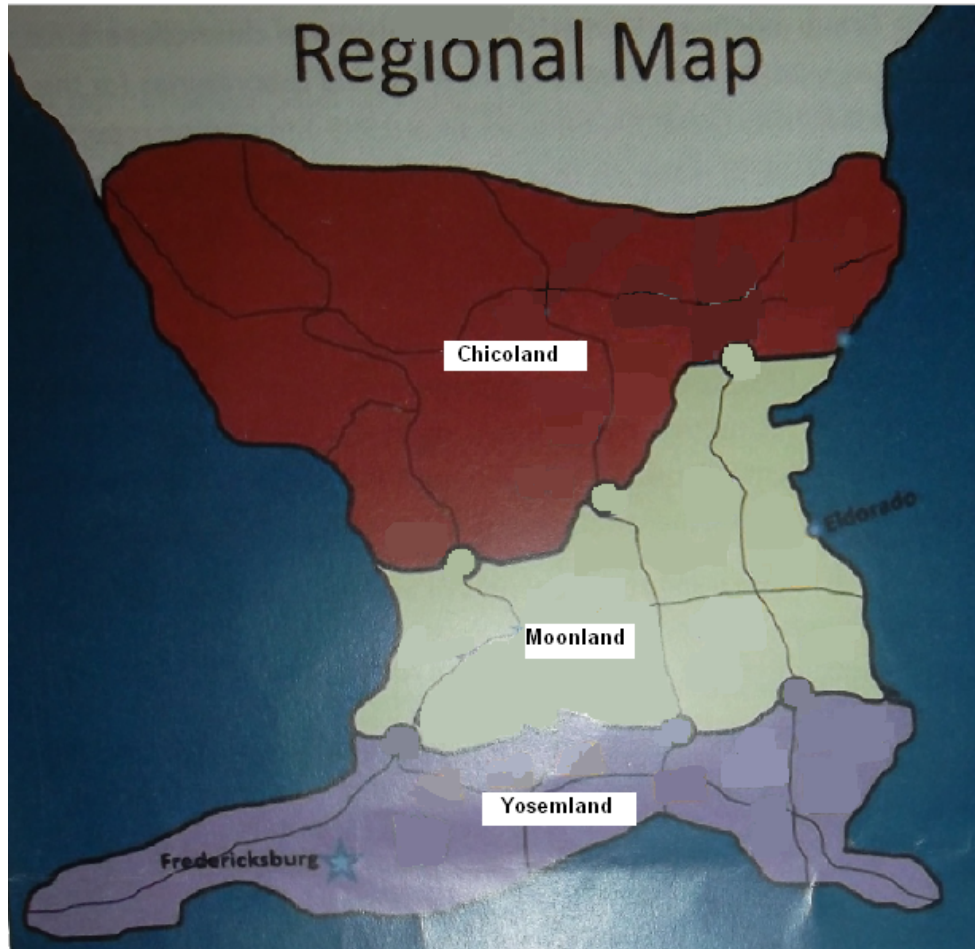 Regional Map
Chicoland
Eldorado
Moonland
Yosemland
Fredericksburg